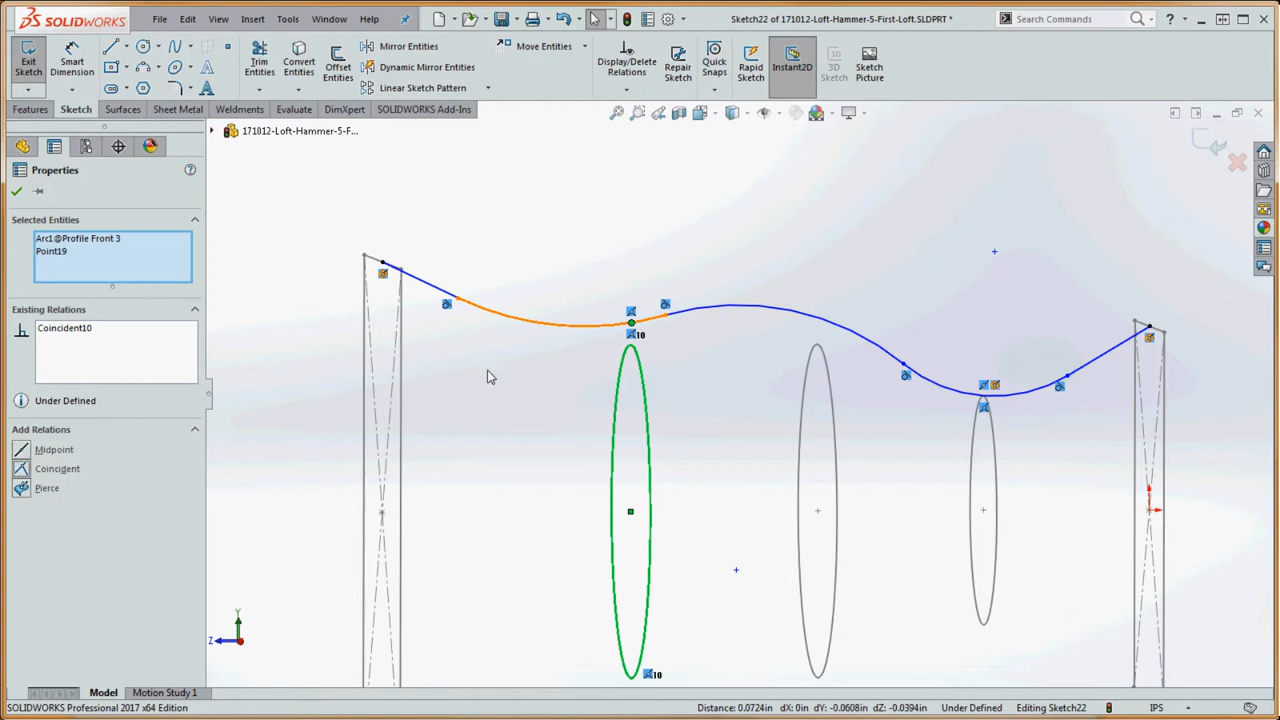 SOLIDWORKS
File Edit View Insert Tools Window Help
Sketch22 of 171012-Loft-Hammer-5-First-Loft.SLDPRT *
Search Commands
Exit Sketch
Smart Dimension
Trim Entities
Convert Entities
Offset Entities
Mirror Entities
Dynamic Mirror Entities
Linear Sketch Pattern
Move Entities
Display/Delete Relations
Repair Sketch
Quick Snaps
Rapid Sketch
Instant2D
3D Sketch
Sketch Picture
Features Sketch Surfaces Sheet Metal Weldments Evaluate DimXpert SOLIDWORKS Add-Ins
171012-Loft-Hammer-5-F...
Properties
Selected Entities
Arc1@Profile Front 3
Point19
Existing Relations
Coincident10
Under Defined
Add Relations
Midpoint
Coincident
Pierce
10
10
Y
Z
Model Motion Study 1
SOLIDWORKS Professional 2017 x64 Edition
Distance: 0.0724in dX: 0in dY: -0.0608in dZ: -0.0394in Under Defined Editing Sketch22 IPS